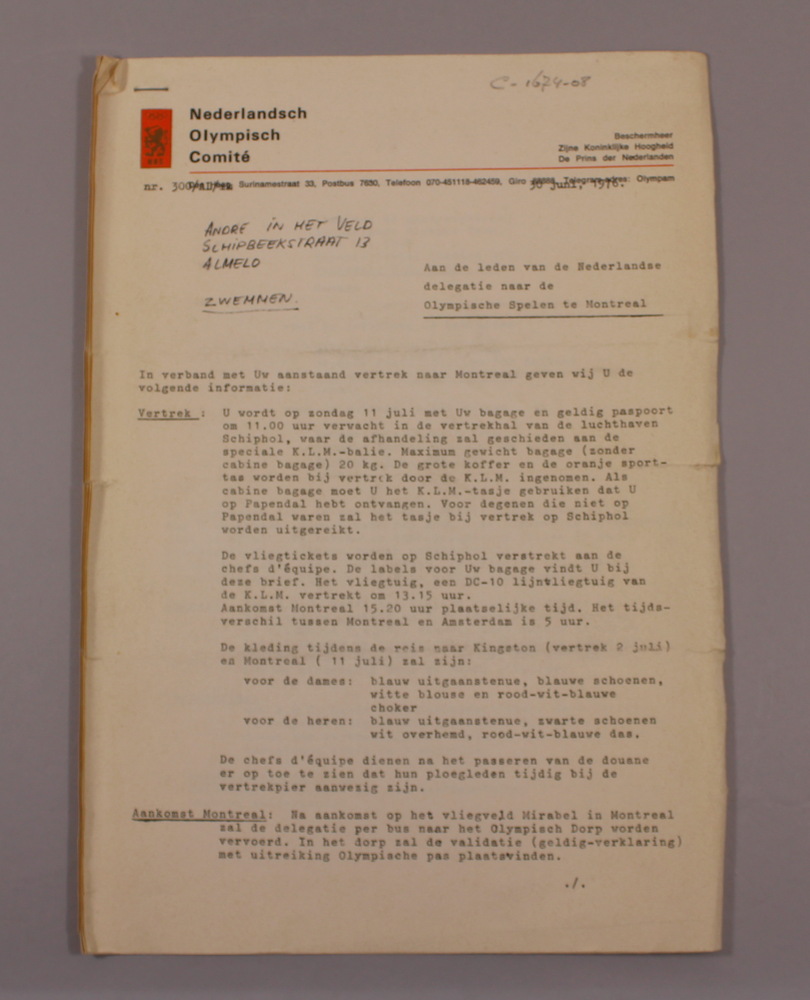 C-1674-08
Nederlandsch
Olympisch
Comité
Beschermheer
Zijne Koninklijke Hoogheid
De Prins der Nederlanden
nr. 300/AD/ Surinamestraat 33, Postbus 7650, Telefoon 070-451118-462459, Giro Telegram-adres: Olympam
30 juni, 1976.
ANDRE IN HET VELD
SCHIPBEEKSTRAAT 13
ALMELO
ZWEMMEN.
Aan de leden van de Nederlandse
delegatie naar de
Olympische Spelen te Montreal
In verband met Uw aanstaand vertrek naar Montreal geven wij U de
volgende informatie:
Vertrek : U wordt op zondag 11 juli met Uw bagage en geldig paspoort
om 11.00 uur verwacht in de vertrekhal van de luchthaven
Schiphol, waar de afhandeling zal geschieden aan de
speciale K.L.M.-balie. Maximum gewicht bagage (zonder
cabine bagage) 20 kg. De grote koffer en de oranje sport-
tas worden bij vertrek door de K.L.M. ingenomen. Als
cabine bagage moet U het K.L.M.-tasje gebruiken dat U
op Papendal hebt ontvangen. Voor degenen die niet op
Papendal waren zal het tasje bij vertrek op Schiphol
worden uitgereikt.
De vliegtickets worden op Schiphol verstrekt aan de
chefs d'équipe. De labels voor Uw bagage vindt U bij
deze brief. Het vliegtuig, een DC-10 lijnvliegtuig van
de K.L.M. vertrekt om 13.15 uur.
Aankomst Montreal 15.20 uur plaatselijke tijd. Het tijds-
verschil tussen Montreal en Amsterdam is 5 uur.
De kleding tijdens de reis naar Kingston (vertrek 2 juli)
en Montreal ( 11 juli) zal zijn:
voor de dames: blauw uitgaanstenue, blauwe schoenen,
witte blouse en rood-wit-blauwe
choker
voor de heren: blauw uitgaanstenue, zwarte schoenen
wit overhemd, rood-wit-blauwe das.
De chefs d'équipe dienen na het passeren van de douane
er op toe te zien dat hun ploegleden tijdig bij de
vertrekpier aanwezig zijn.
Aankomst Montreal: Na aankomst op het vliegveld Mirabel in Montreal
zal de delegatie per bus naar het Olympisch Dorp worden
vervoerd. In het dorp zal de validatie (geldig-verklaring)
met uitreiking Olympische pas plaatsvinden.
./.